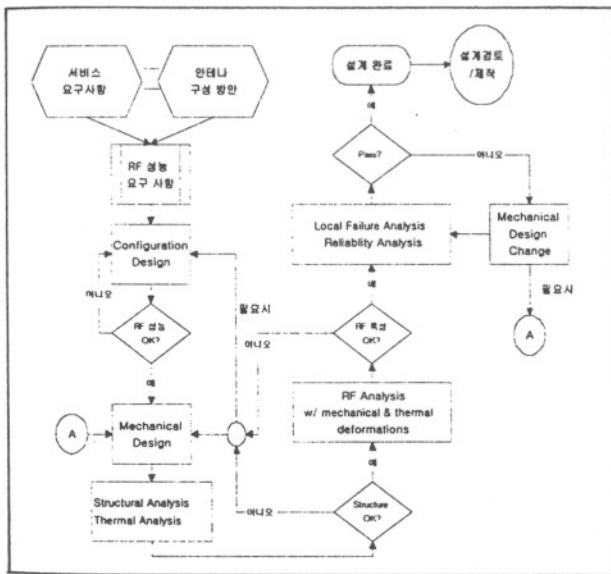 서비스
요구사항
안테나
구성 방안
RF 성능
요구 사항
Configuration
Design
아니오
RF 성능
OK?
예
A
Mechanical
Design
Structural Analysis
Thermal Analysis
설계 완료
설계검토
/제작
예
Pass?
아니오
Local Failure Analysis
Reliablity Analysis
Mechanical
Design
Change
필요시
A
예
필요시
아니오
RF 특성
OK?
예
RF Analysis
w/ mechanical & thermal
deformations
예
아니오
Structure
OK?